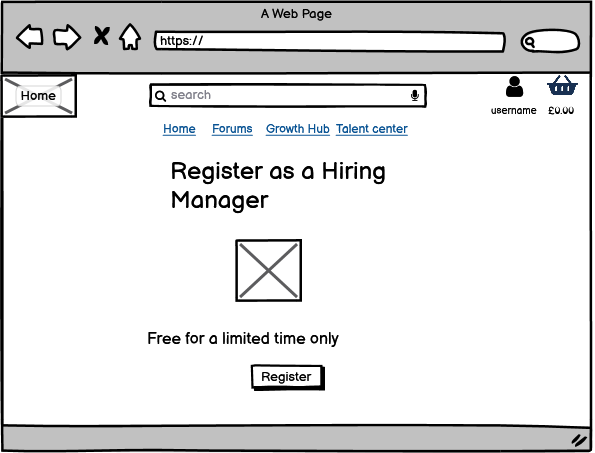 A Web Page
https://
Home
search
username
£0.00
Home Forums Growth Hub Talent center
Register as a Hiring
Manager
Free for a limited time only
Register